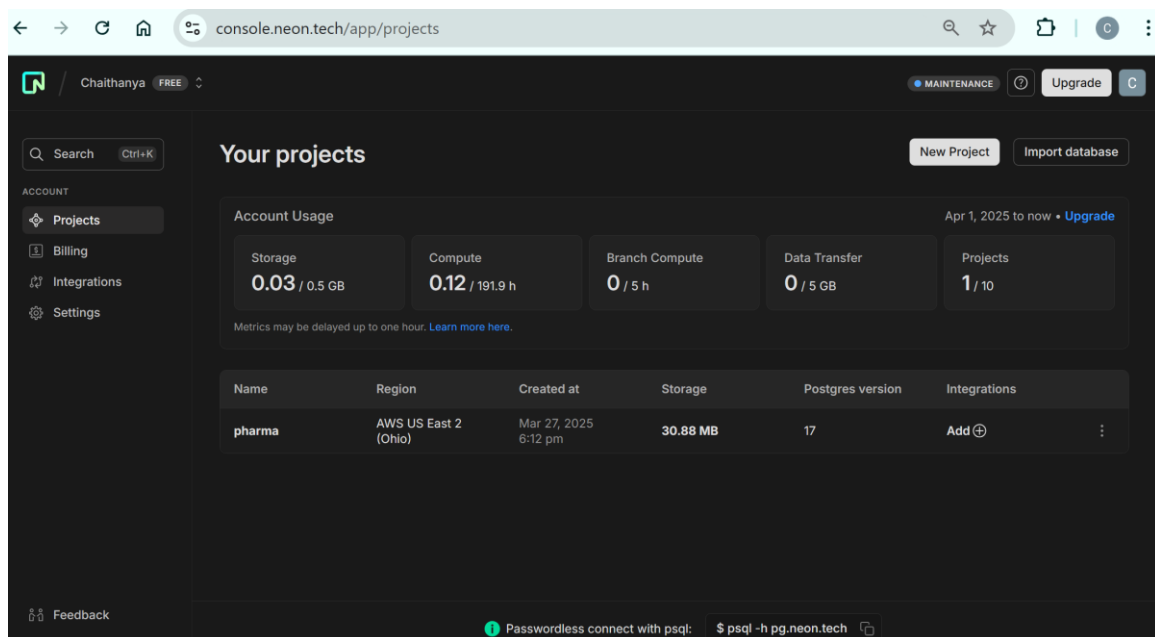 console.neon.tech/app/projects
C
Chaithanya FREE
MAINTENANCE
Upgrade
C
Search Ctrl+K
ACCOUNT
Projects
Billing
Integrations
Settings
Feedback
Your projects
New Project
Import database
Account Usage
Apr 1, 2025 to now • Upgrade
Storage
0.03 / 0.5 GB
Compute
0.12 / 191.9 h
Branch Compute
0 / 5 h
Data Transfer
0 / 5 GB
Projects
1 / 10
Metrics may be delayed up to one hour. Learn more here.
Name Region Created at Storage Postgres version Integrations
pharma AWS US East 2 (Ohio) Mar 27, 2025 6:12 pm 30.88 MB 17 Add
Passwordless connect with psql: $ psql -h pg.neon.tech